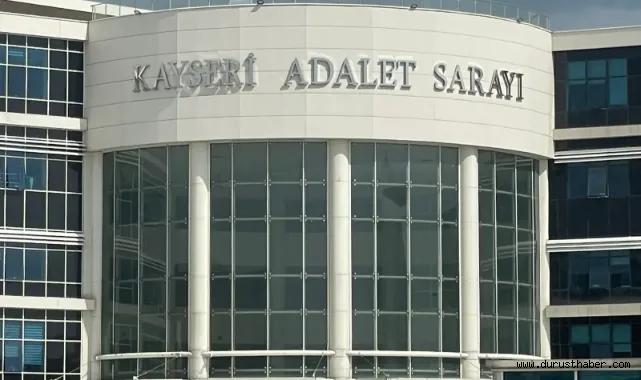 KAYSERİ ADALET SARAYI
www.durusthaber.com